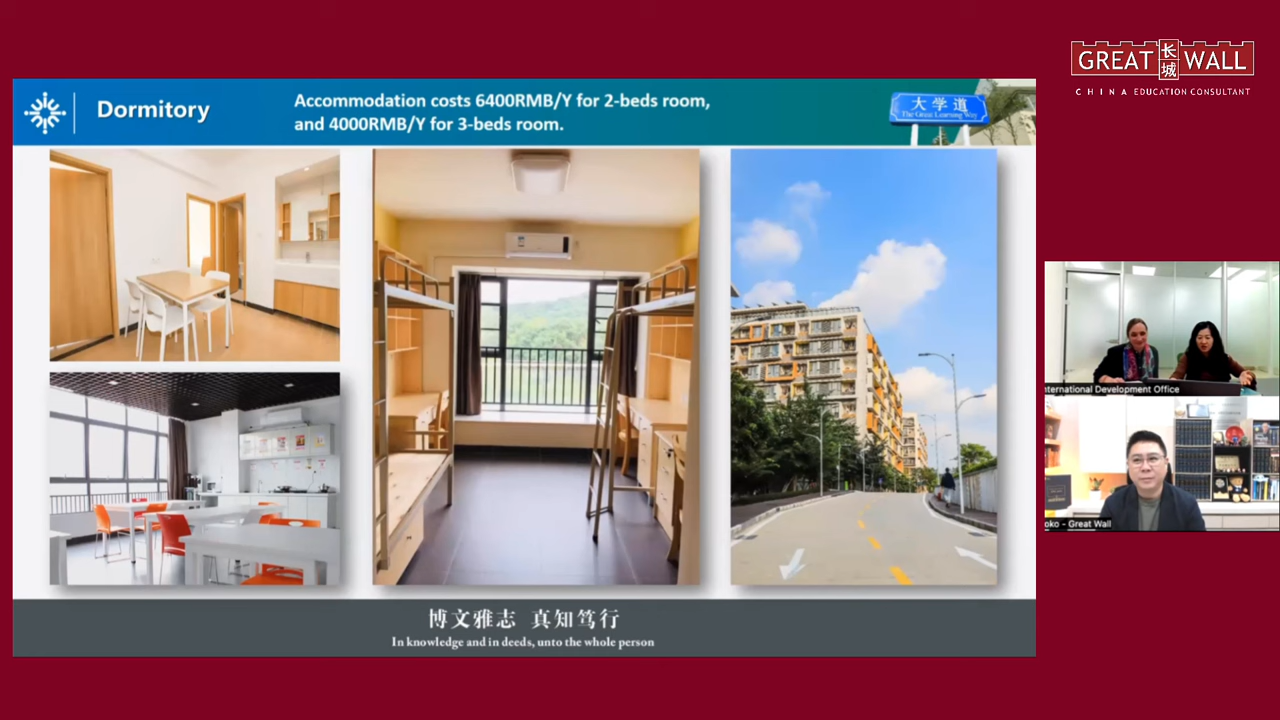 GREAT 长城 WALL
CHINA EDUCATION CONSULTANT
Dormitory
Accommodation costs 6400RMB/Y for 2-beds room,
and 4000RMB/Y for 3-beds room.
大学道
The Great Learning Way
nternational Development Office
oko - Great Wall
博文雅志 真知笃行
In knowledge and in deeds, unto the whole person